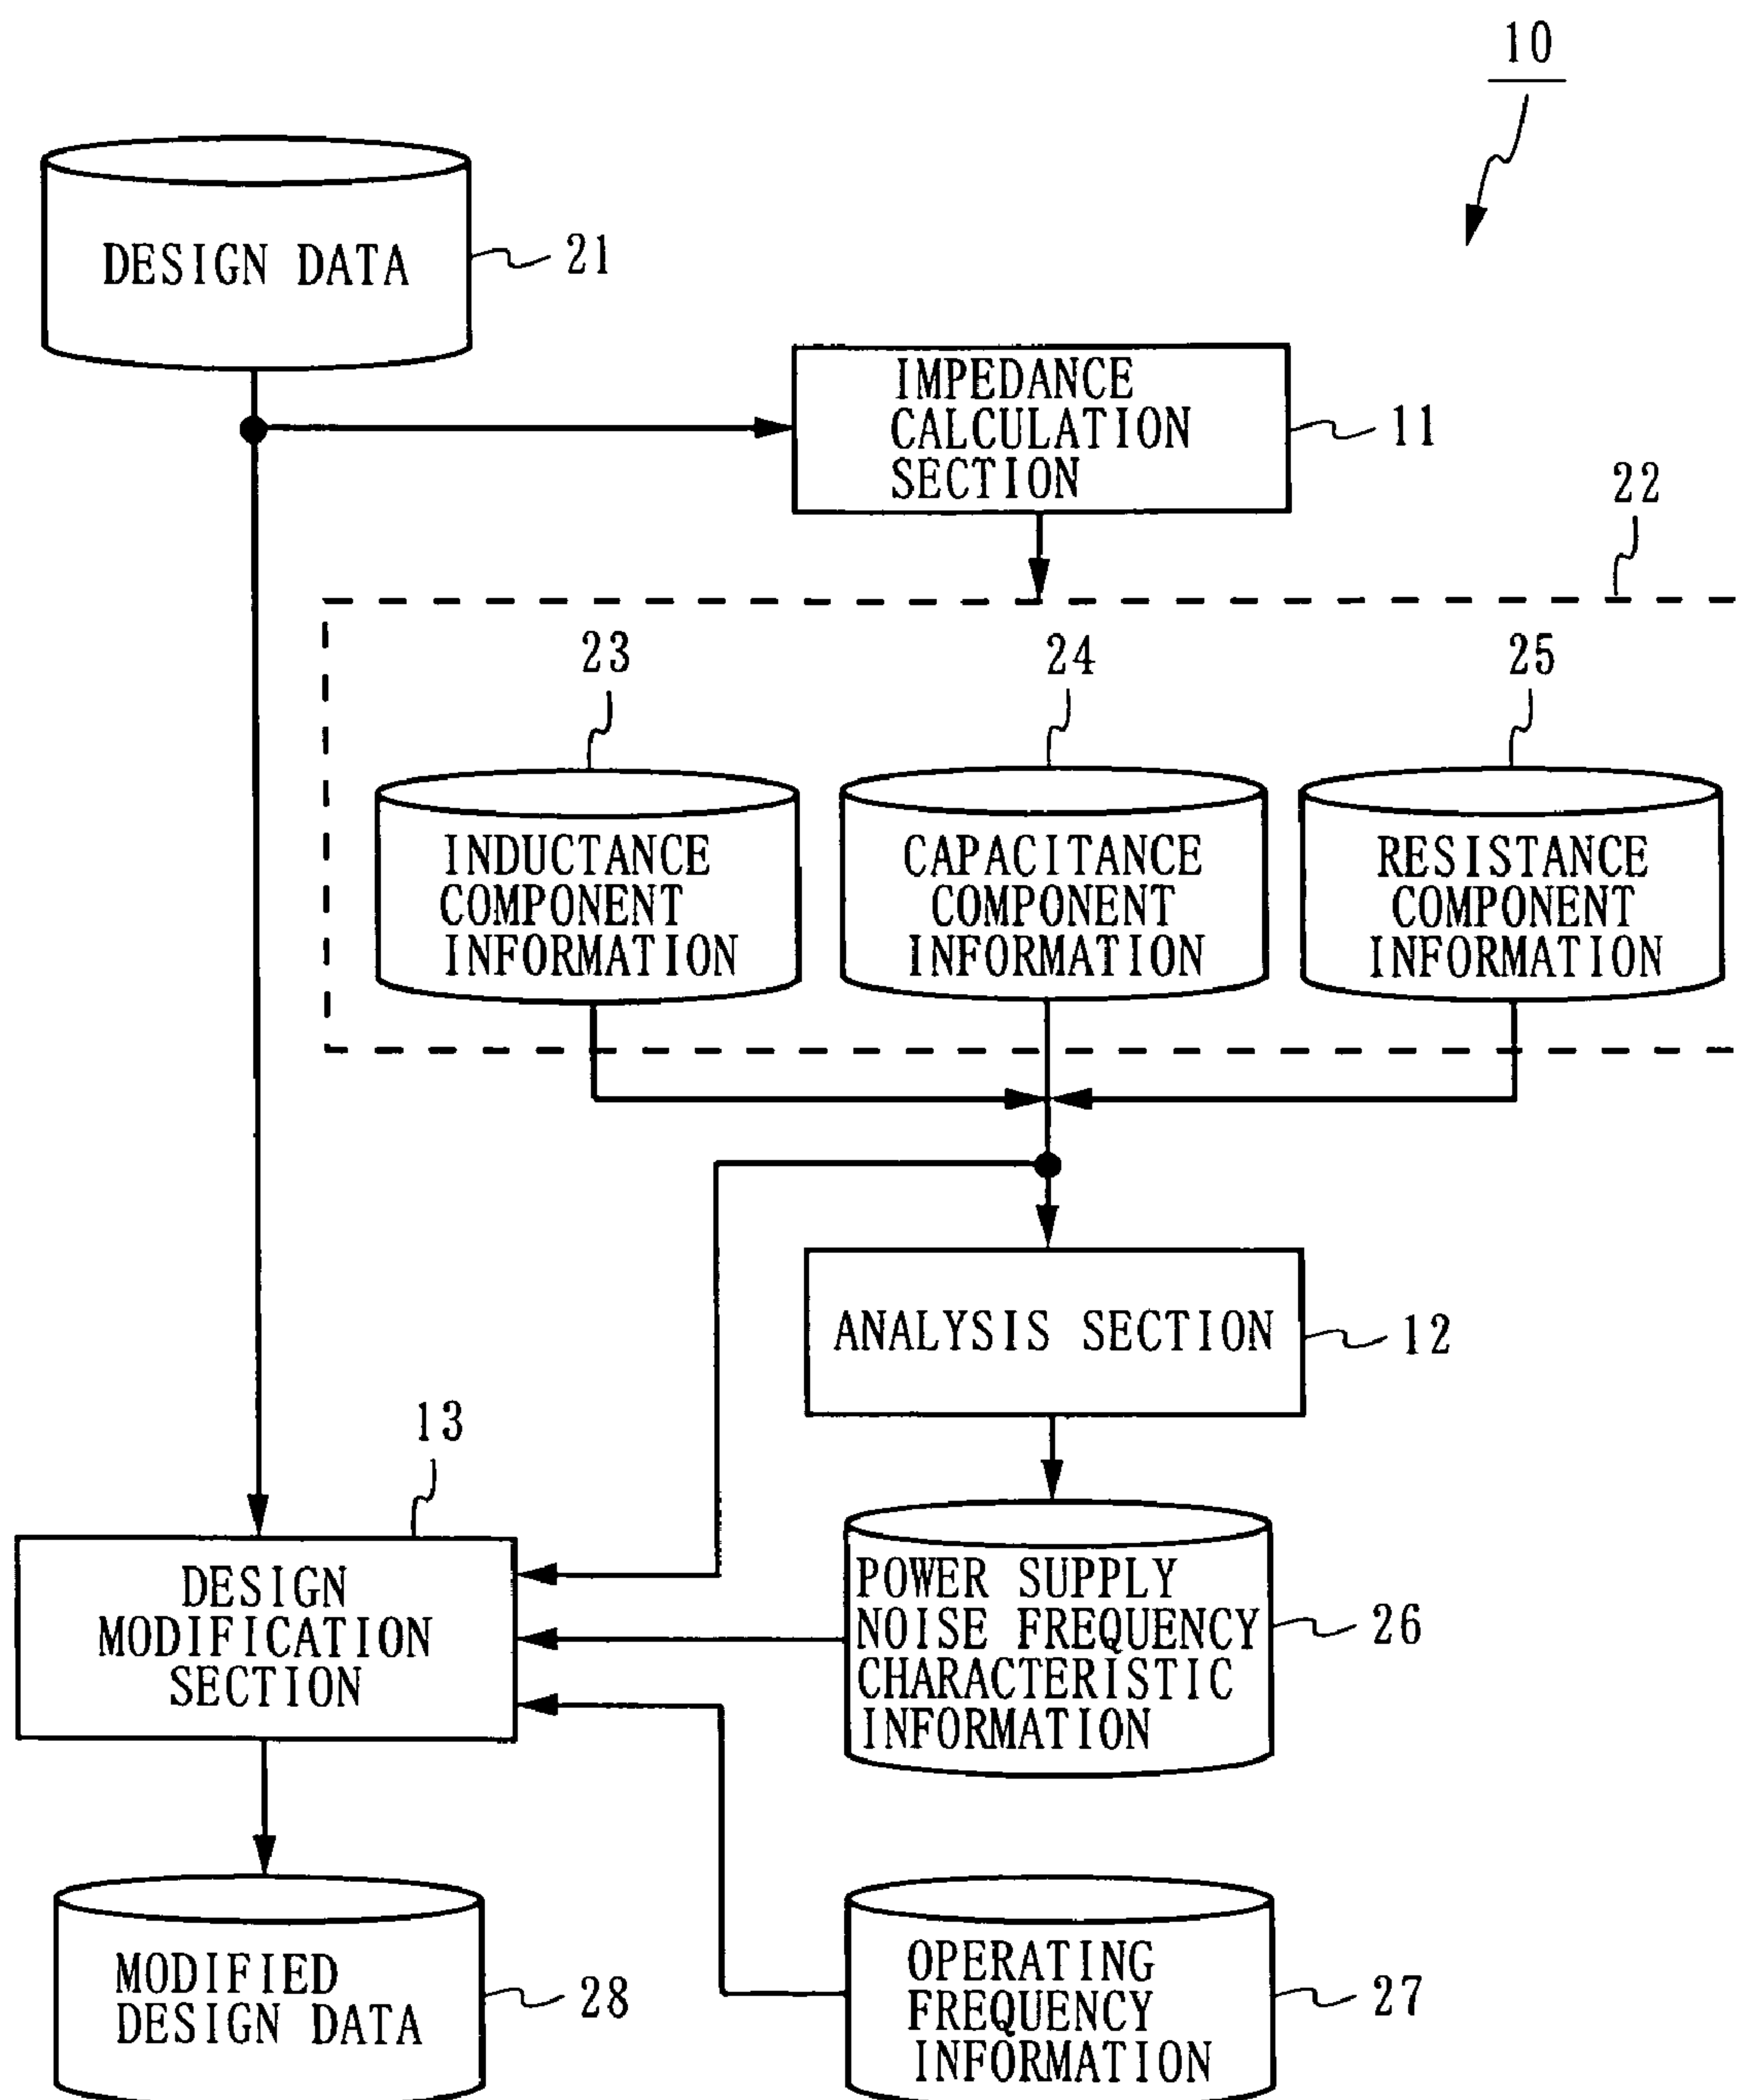 10
DESIGN DATA
21
IMPEDANCE
CALCULATION
SECTION
11
22
23
24
25
INDUCTANCE
COMPONENT
INFORMATION
CAPACITANCE
COMPONENT
INFORMATION
RESISTANCE
COMPONENT
INFORMATION
ANALYSIS SECTION
12
13
DESIGN
MODIFICATION
SECTION
POWER SUPPLY
NOISE FREQUENCY
CHARACTERISTIC
INFORMATION
26
MODIFIED
DESIGN DATA
28
OPERATING
FREQUENCY
INFORMATION
27